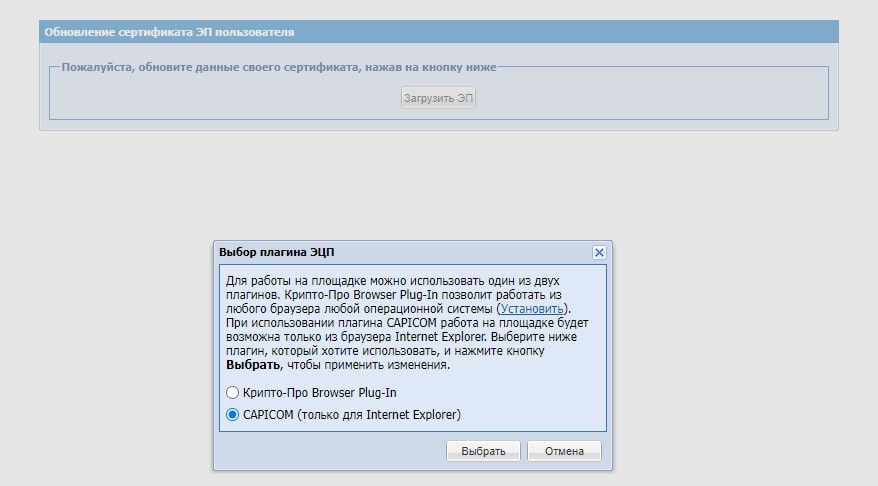 Обновление сертификата ЭП пользователя
Пожалуйста, обновите данные своего сертификата, нажав на кнопку ниже
Загрузить ЭП
Выбор плагина ЭЦП
Для работы на площадке можно использовать один из двух
плагинов. Крипто-Про Browser Plug-In позволит работать из
любого браузера любой операционной системы (Установить).
При использовании плагина CAPICOM работа на площадке будет
возможна только из браузера Internet Explorer. Выберите ниже
плагин, который хотите использовать, и нажмите кнопку
Выбрать, чтобы применить изменения.
Крипто-Про Browser Plug-In
CAPICOM (только для Internet Explorer)
Выбрать
Отмена